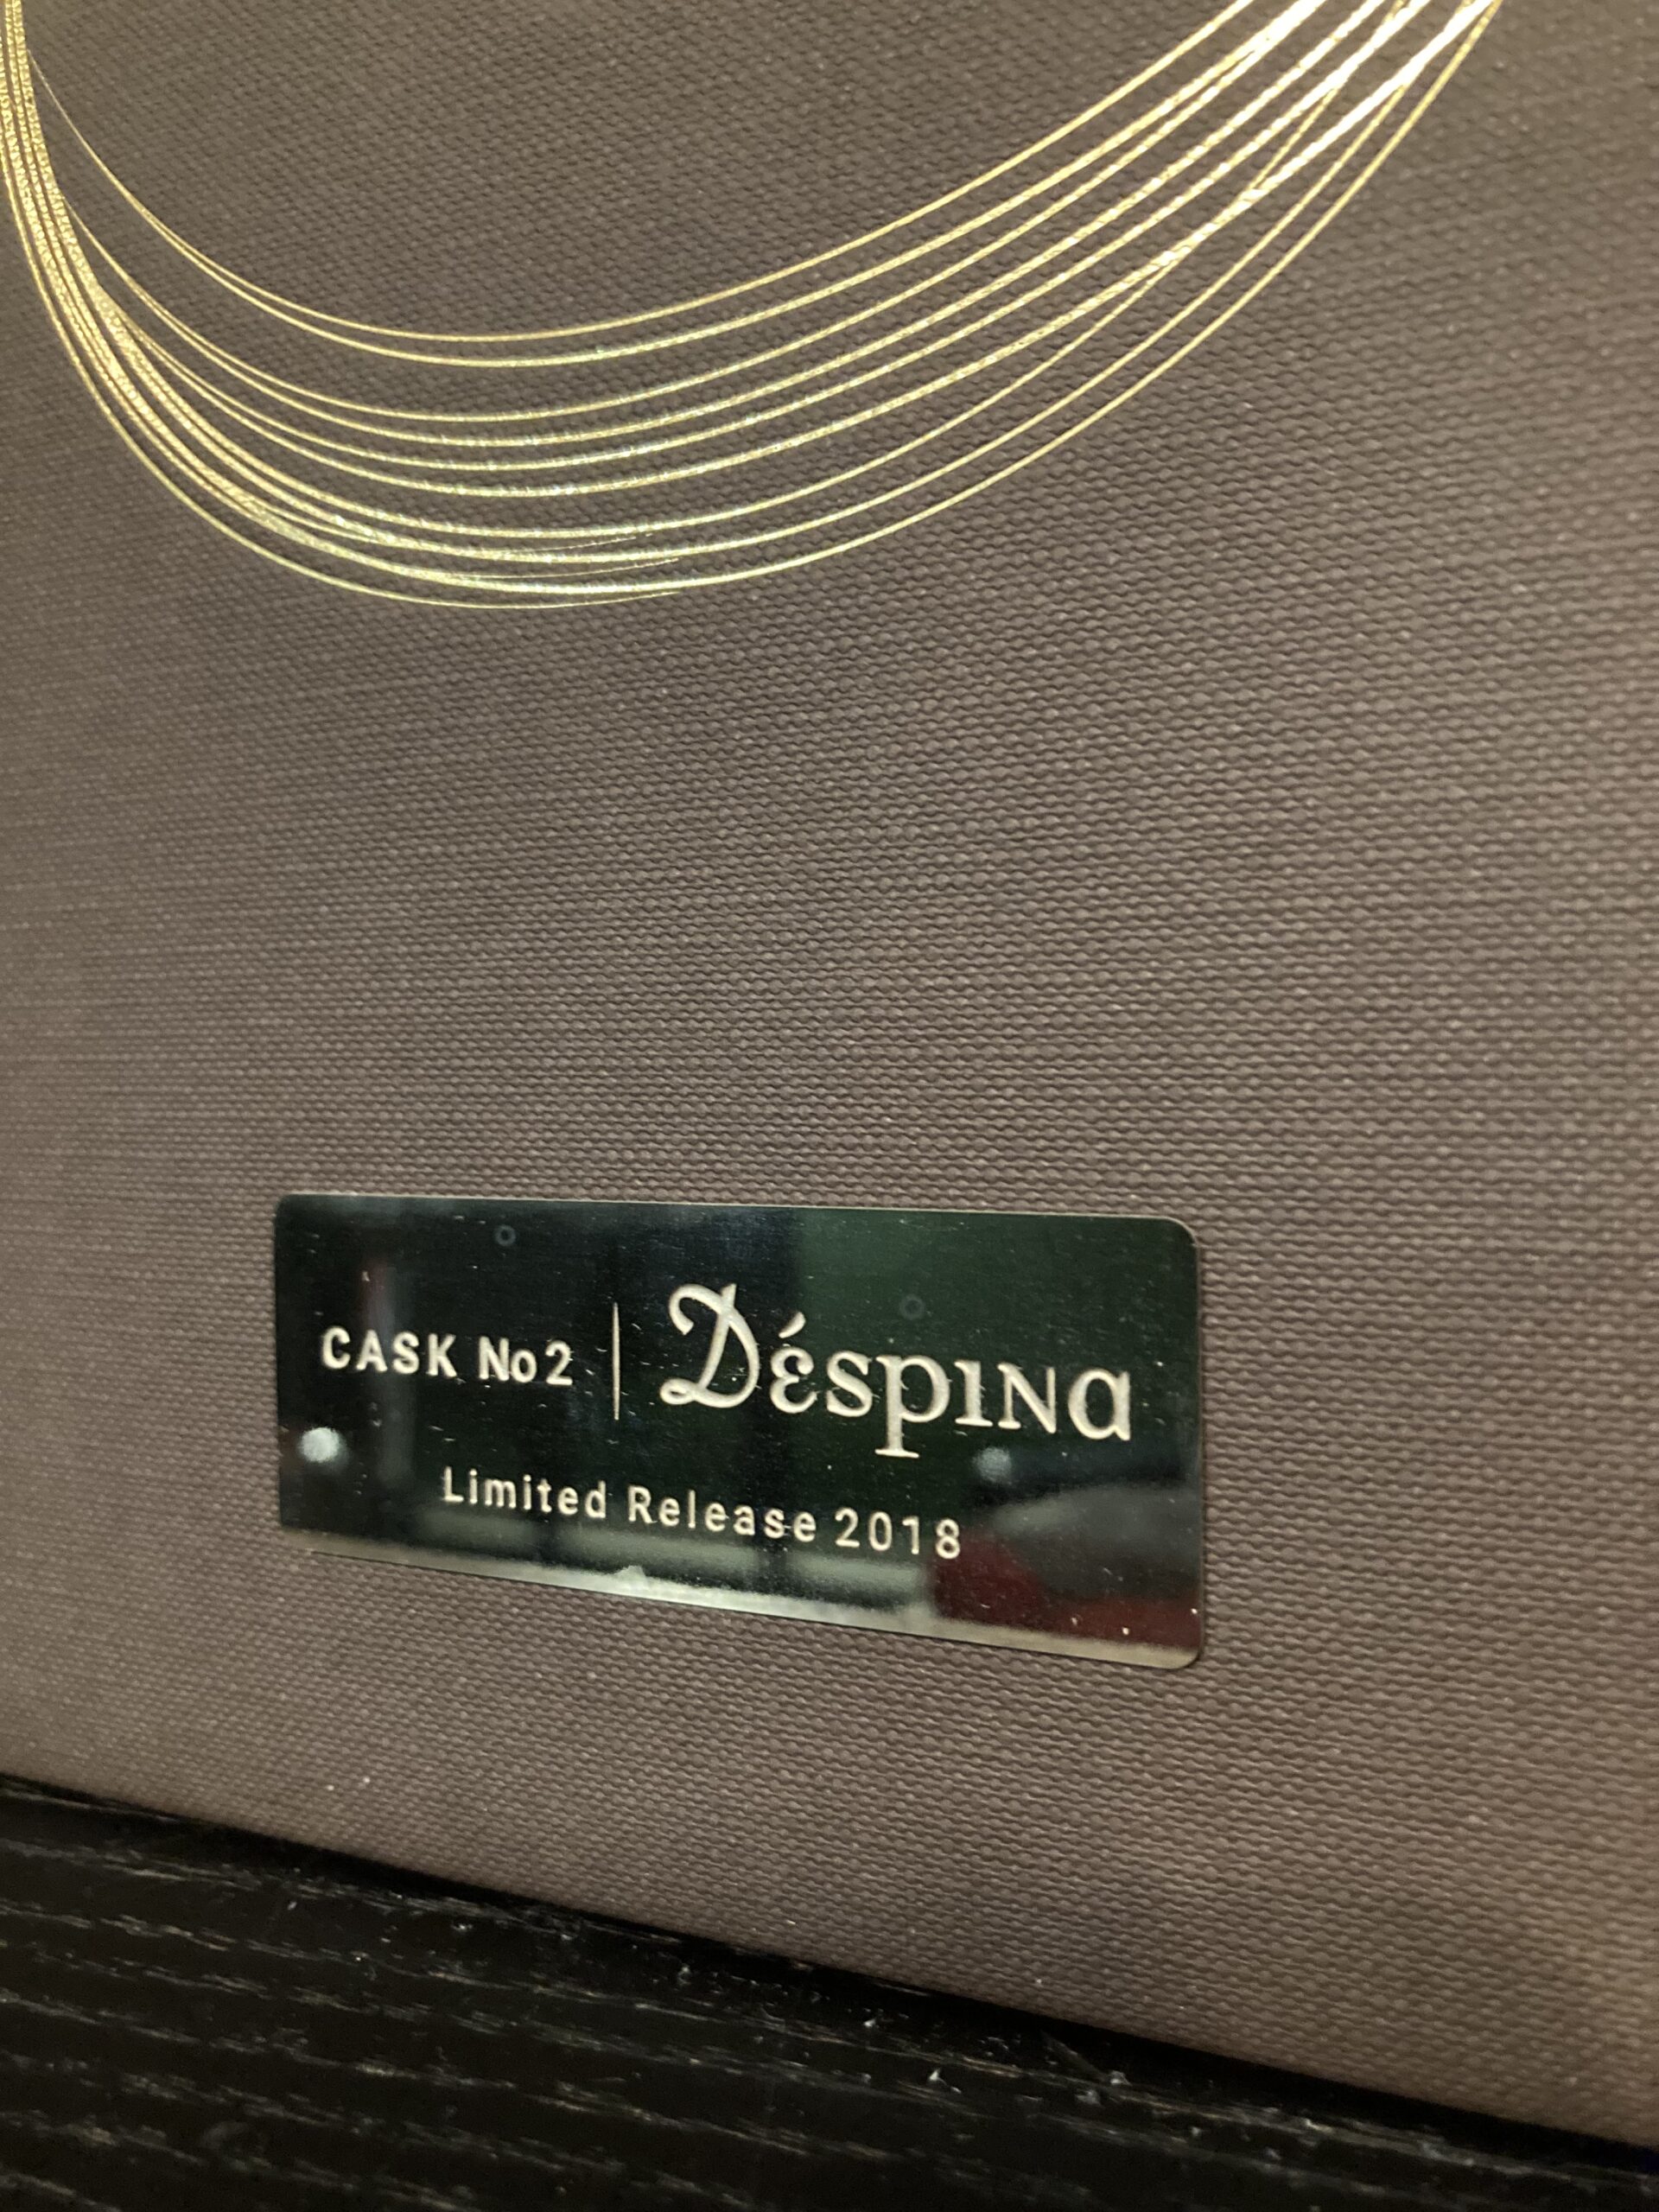 CASK No2 | Déspina
Limited Release 2018